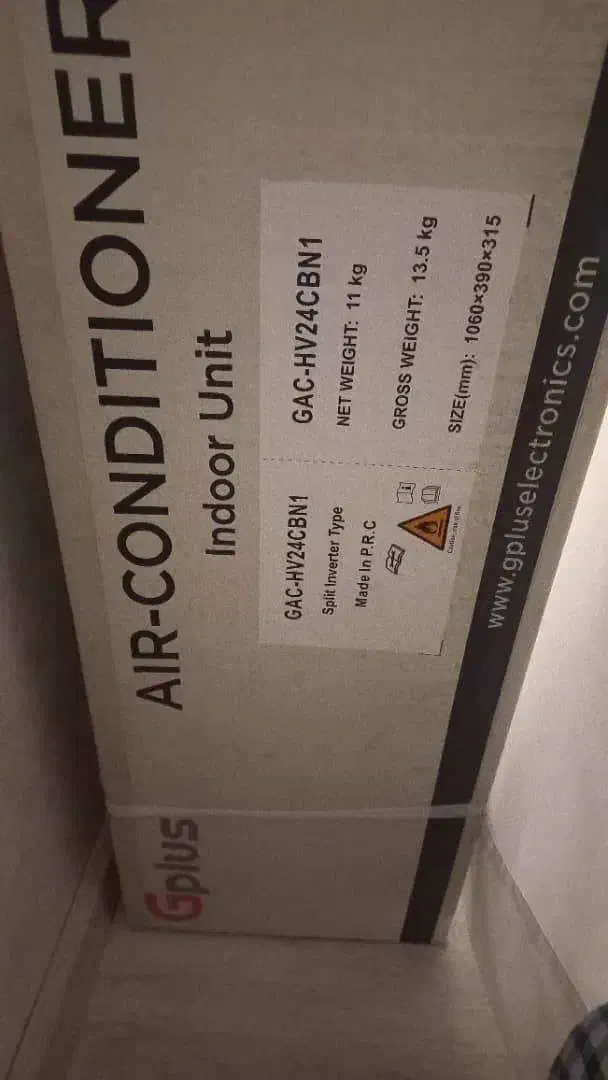 Gplus
AIR-CONDITIONER
Indoor Unit
GAC-HV24CBN1
Split Inverter Type
Made In P.R.C
GAC-HV24CBN1
NET WEIGHT: 11 kg
GROSS WEIGHT: 13.5 kg
SIZE(mm): 1060×390×315
www.gpluselectronics.com